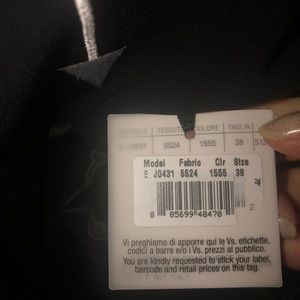 TESSUTO COLORE TAGLIA
J0431 5524 1555 38
Model Fabric Clr Size
J0431 5524 1555 38
8 85699 48470
2
Vi preghiamo di apporre qui le Vs. etichette,
codici a barre e/o i Vs. prezzi al pubblico.
You are kindly requested to stick your label,
barcode and retail prices on this tag.